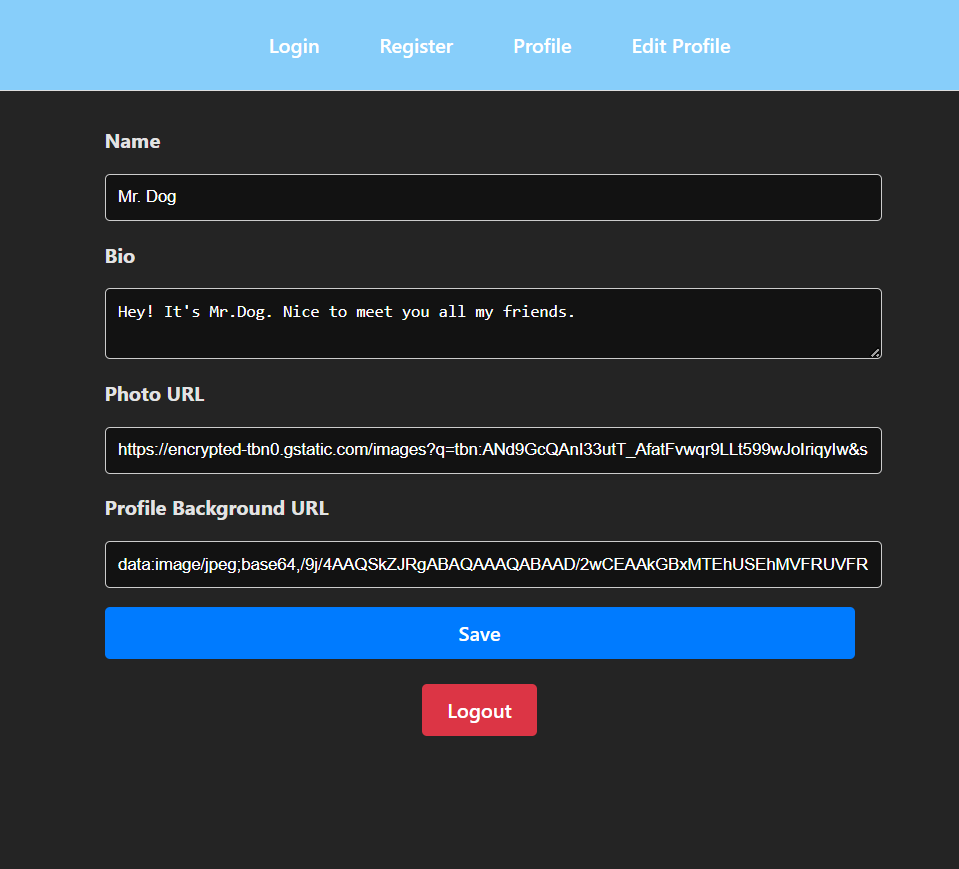 Login Register Profile Edit Profile
Name
Mr. Dog
Bio
Hey! It's Mr.Dog. Nice to meet you all my friends.
Photo URL
https://encrypted-tbn0.gstatic.com/images?q=tbn:ANd9GcQAnI33utT_AfatFvwqr9LLt599wJoIriqyIw&s
Profile Background URL
data:image/jpeg;base64,/9j/4AAQSkZJRgABAQAAAQABAAD/2wCEAAkGBxMTEhUSEhMVFRUVFR
Save
Logout